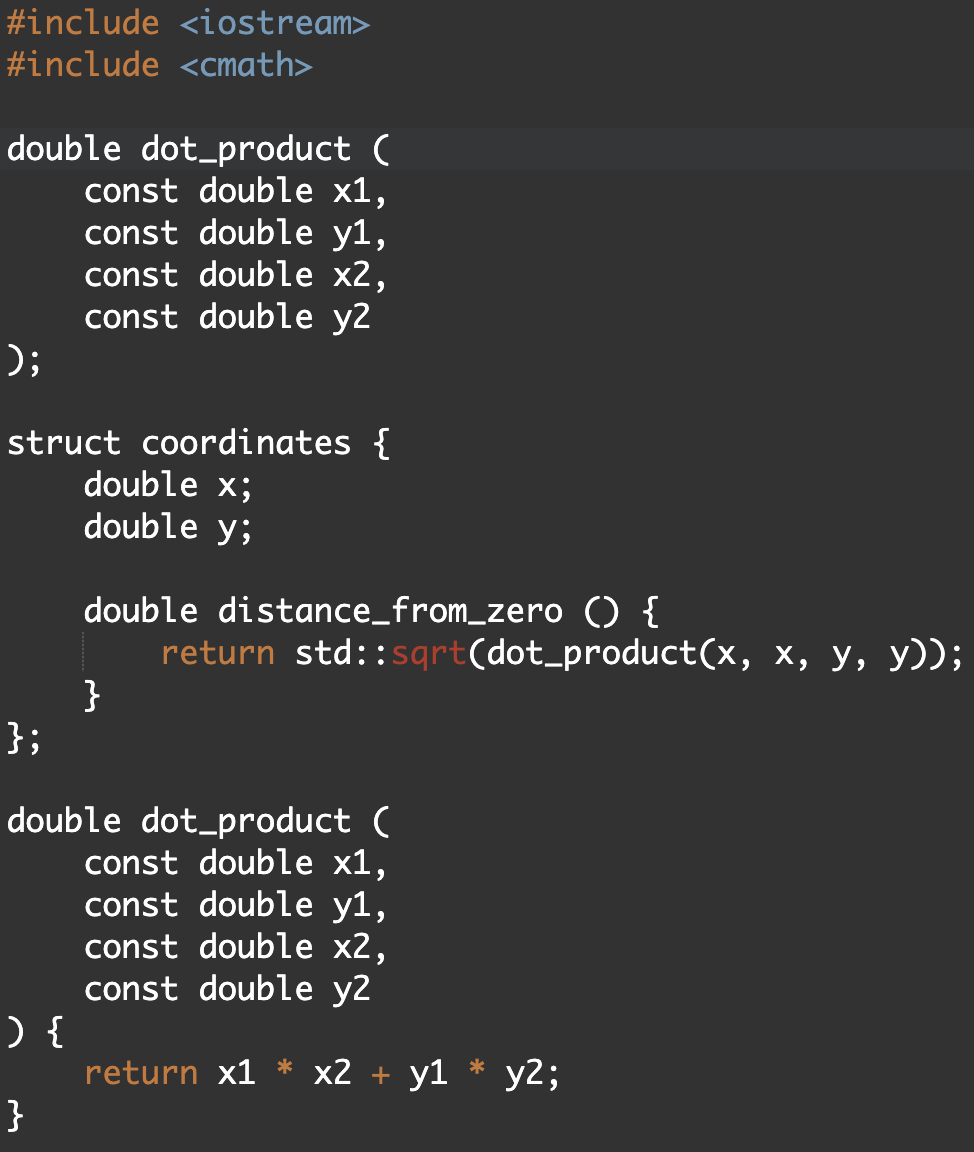 #include <iostream>
#include <cmath>

double dot_product (
    const double x1,
    const double y1,
    const double x2,
    const double y2
);

struct coordinates {
    double x;
    double y;

    double distance_from_zero () {
        return std::sqrt(dot_product(x, x, y, y));
    }
};

double dot_product (
    const double x1,
    const double y1,
    const double x2,
    const double y2
) {
    return x1 * x2 + y1 * y2;
}